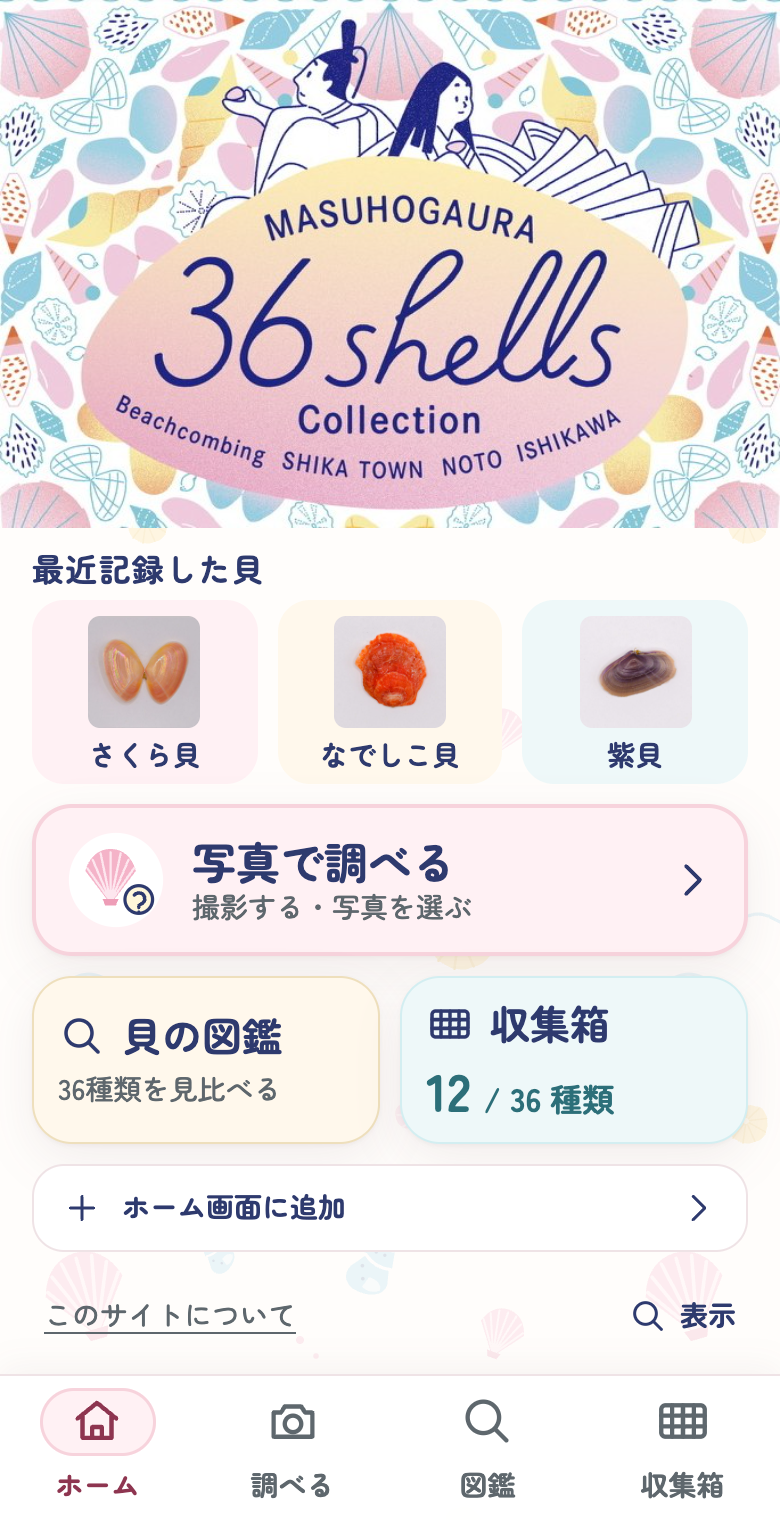 MASUHOGAURA
36 shells
Collection
Beachcombing SHIKA TOWN NOTO ISHIKAWA
最近記録した貝
さくら貝
なでしこ貝
紫貝
写真で調べる
撮影する・写真を選ぶ
貝の図鑑
36種類を見比べる
収集箱
12 / 36 種類
ホーム画面に追加
このサイトについて
表示
ホーム
調べる
図鑑
収集箱